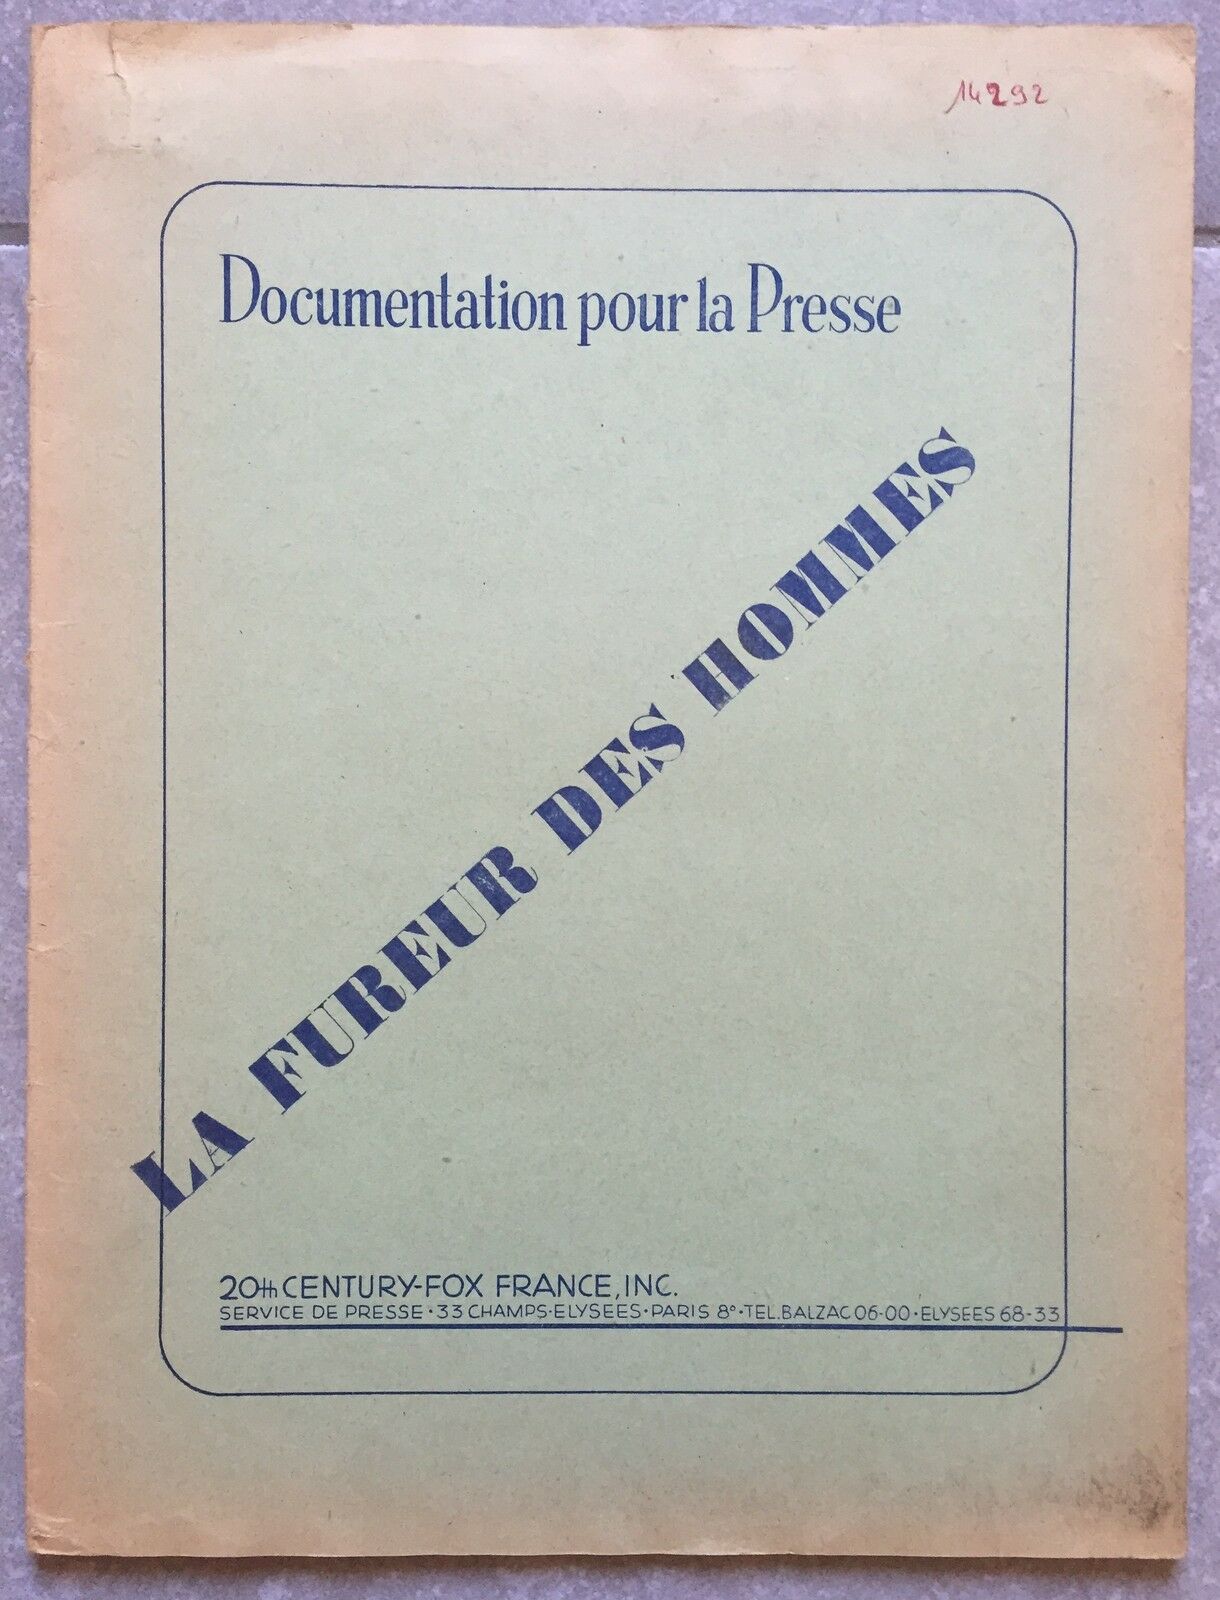 14292
Documentation pour la Presse
LA FUREUR DES HOMMES
20th CENTURY-FOX FRANCE, INC.
SERVICE DE PRESSE · 33 CHAMPS-ELYSEES · PARIS 8º · TEL. BALZAC 06-00 · ELYSEES 68-33